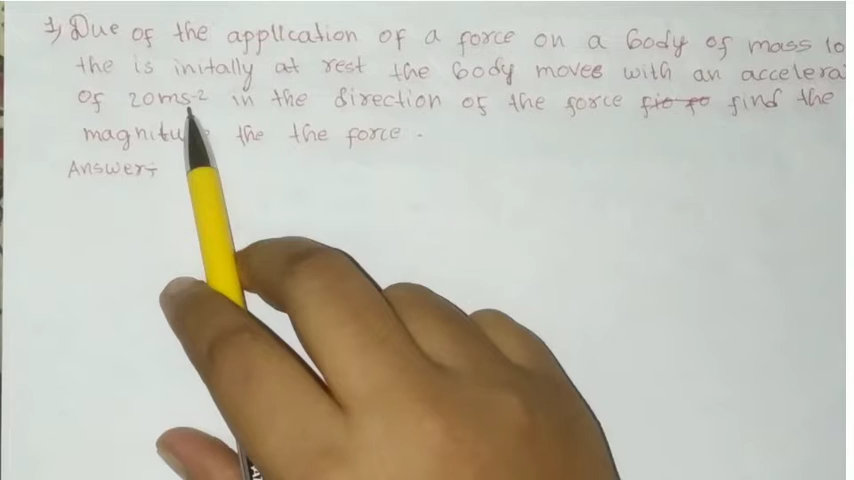 1) Due of the application of a force on a body of mass 10
the is initally at rest the body moves with an accelera
of 20ms-2 in the direction of the force find the
the the force .
Answer:-